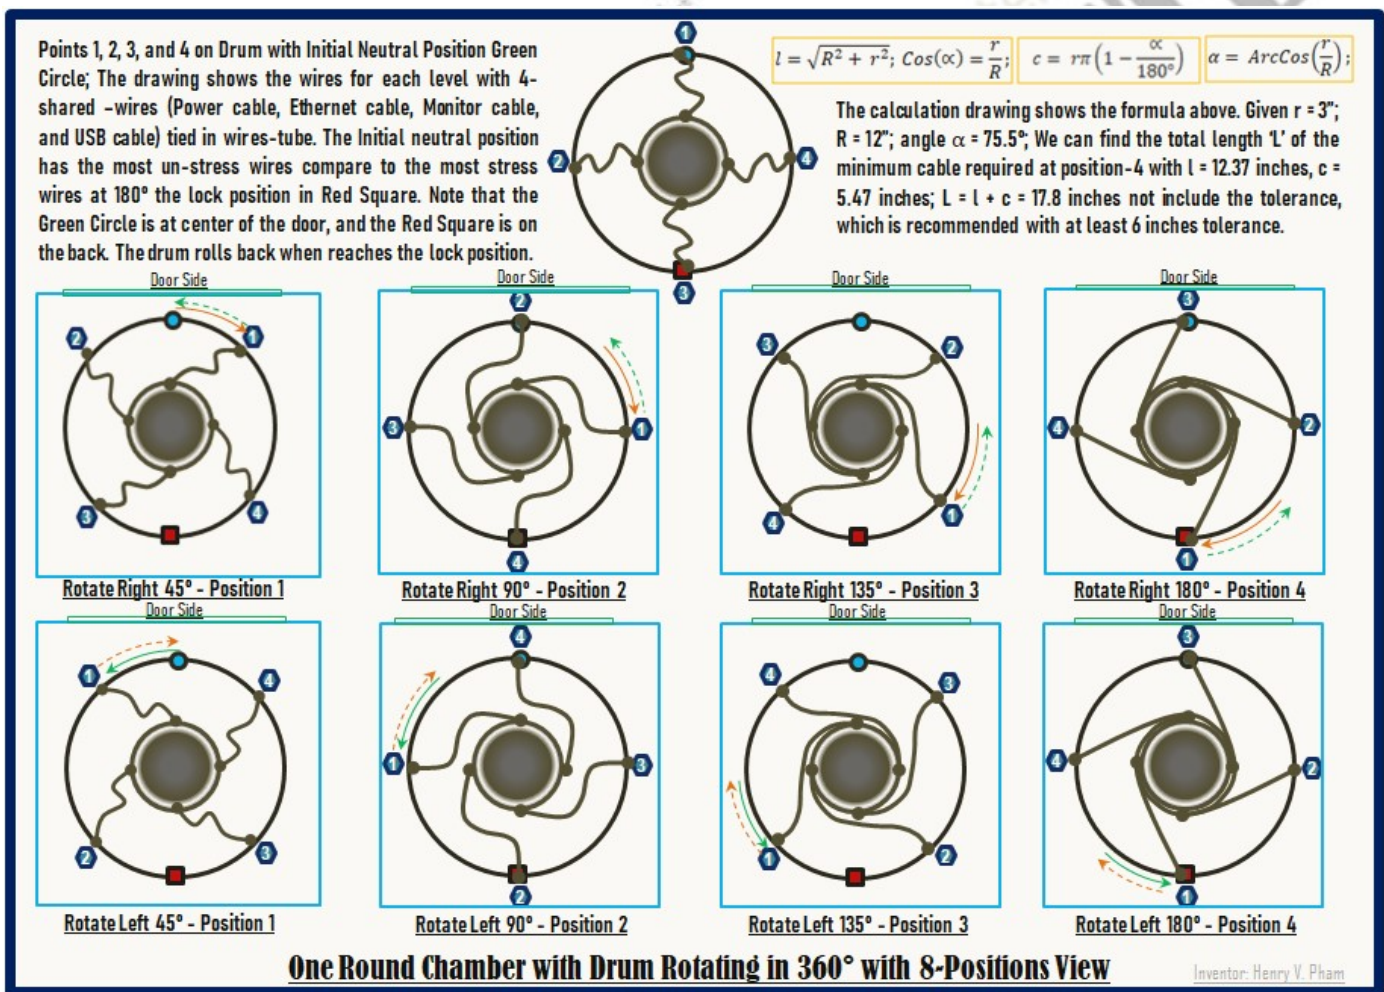 Points 1, 2, 3, and 4 on Drum with Initial Neutral Position Green
Circle; The drawing shows the wires for each level with 4-
shared –wires (Power cable, Ethernet cable, Monitor cable,
and USB cable) tied in wires-tube. The Initial neutral position
has the most un-stress wires compare to the most stress
wires at 180° the lock position in Red Square. Note that the
Green Circle is at center of the door, and the Red Square is on
the back. The drum rolls back when reaches the lock position.
1
2
4
3
l = √(R² + r²); Cos(∝) = r/R;
c = rπ(1 − ∝/180°)
α = ArcCos(r/R);
The calculation drawing shows the formula above. Given r = 3”;
R = 12”; angle α = 75.5°; We can find the total length ‘L’ of the
minimum cable required at position-4 with l = 12.37 inches, c =
5.47 inches; L = l + c = 17.8 inches not include the tolerance,
which is recommended with at least 6 inches tolerance.
Door Side
2
1
3
4
Rotate Right 45° - Position 1
Door Side
2
3
1
4
Rotate Right 90° - Position 2
Door Side
3
2
4
1
Rotate Right 135° - Position 3
Door Side
3
4
2
1
Rotate Right 180° - Position 4
Door Side
1
4
2
3
Rotate Left 45° - Position 1
Door Side
4
1
3
2
Rotate Left 90° - Position 2
Door Side
4
3
1
2
Rotate Left 135° - Position 3
Door Side
3
4
2
1
Rotate Left 180° - Position 4
One Round Chamber with Drum Rotating in 360° with 8-Positions View
Inventor: Henry V. Pham